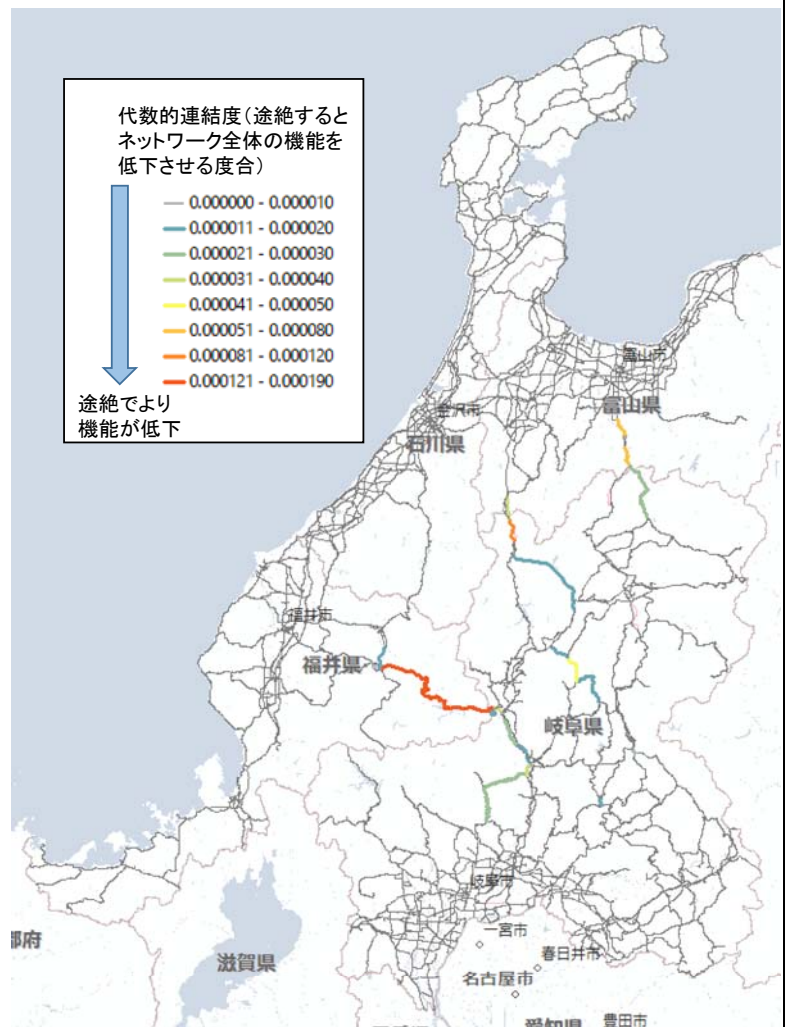 代数的連結度（途絶すると
ネットワーク全体の機能を
低下させる度合）
0.000000 - 0.000010
0.000011 - 0.000020
0.000021 - 0.000030
0.000031 - 0.000040
0.000041 - 0.000050
0.000051 - 0.000080
0.000081 - 0.000120
0.000121 - 0.000190
途絶でより
機能が低下
富山市
富山県
金沢市
石川県
福井市
福井県
岐阜県
岐阜市
一宮市
都府
滋賀県
春日井市
名古屋市
愛知県
豊田市